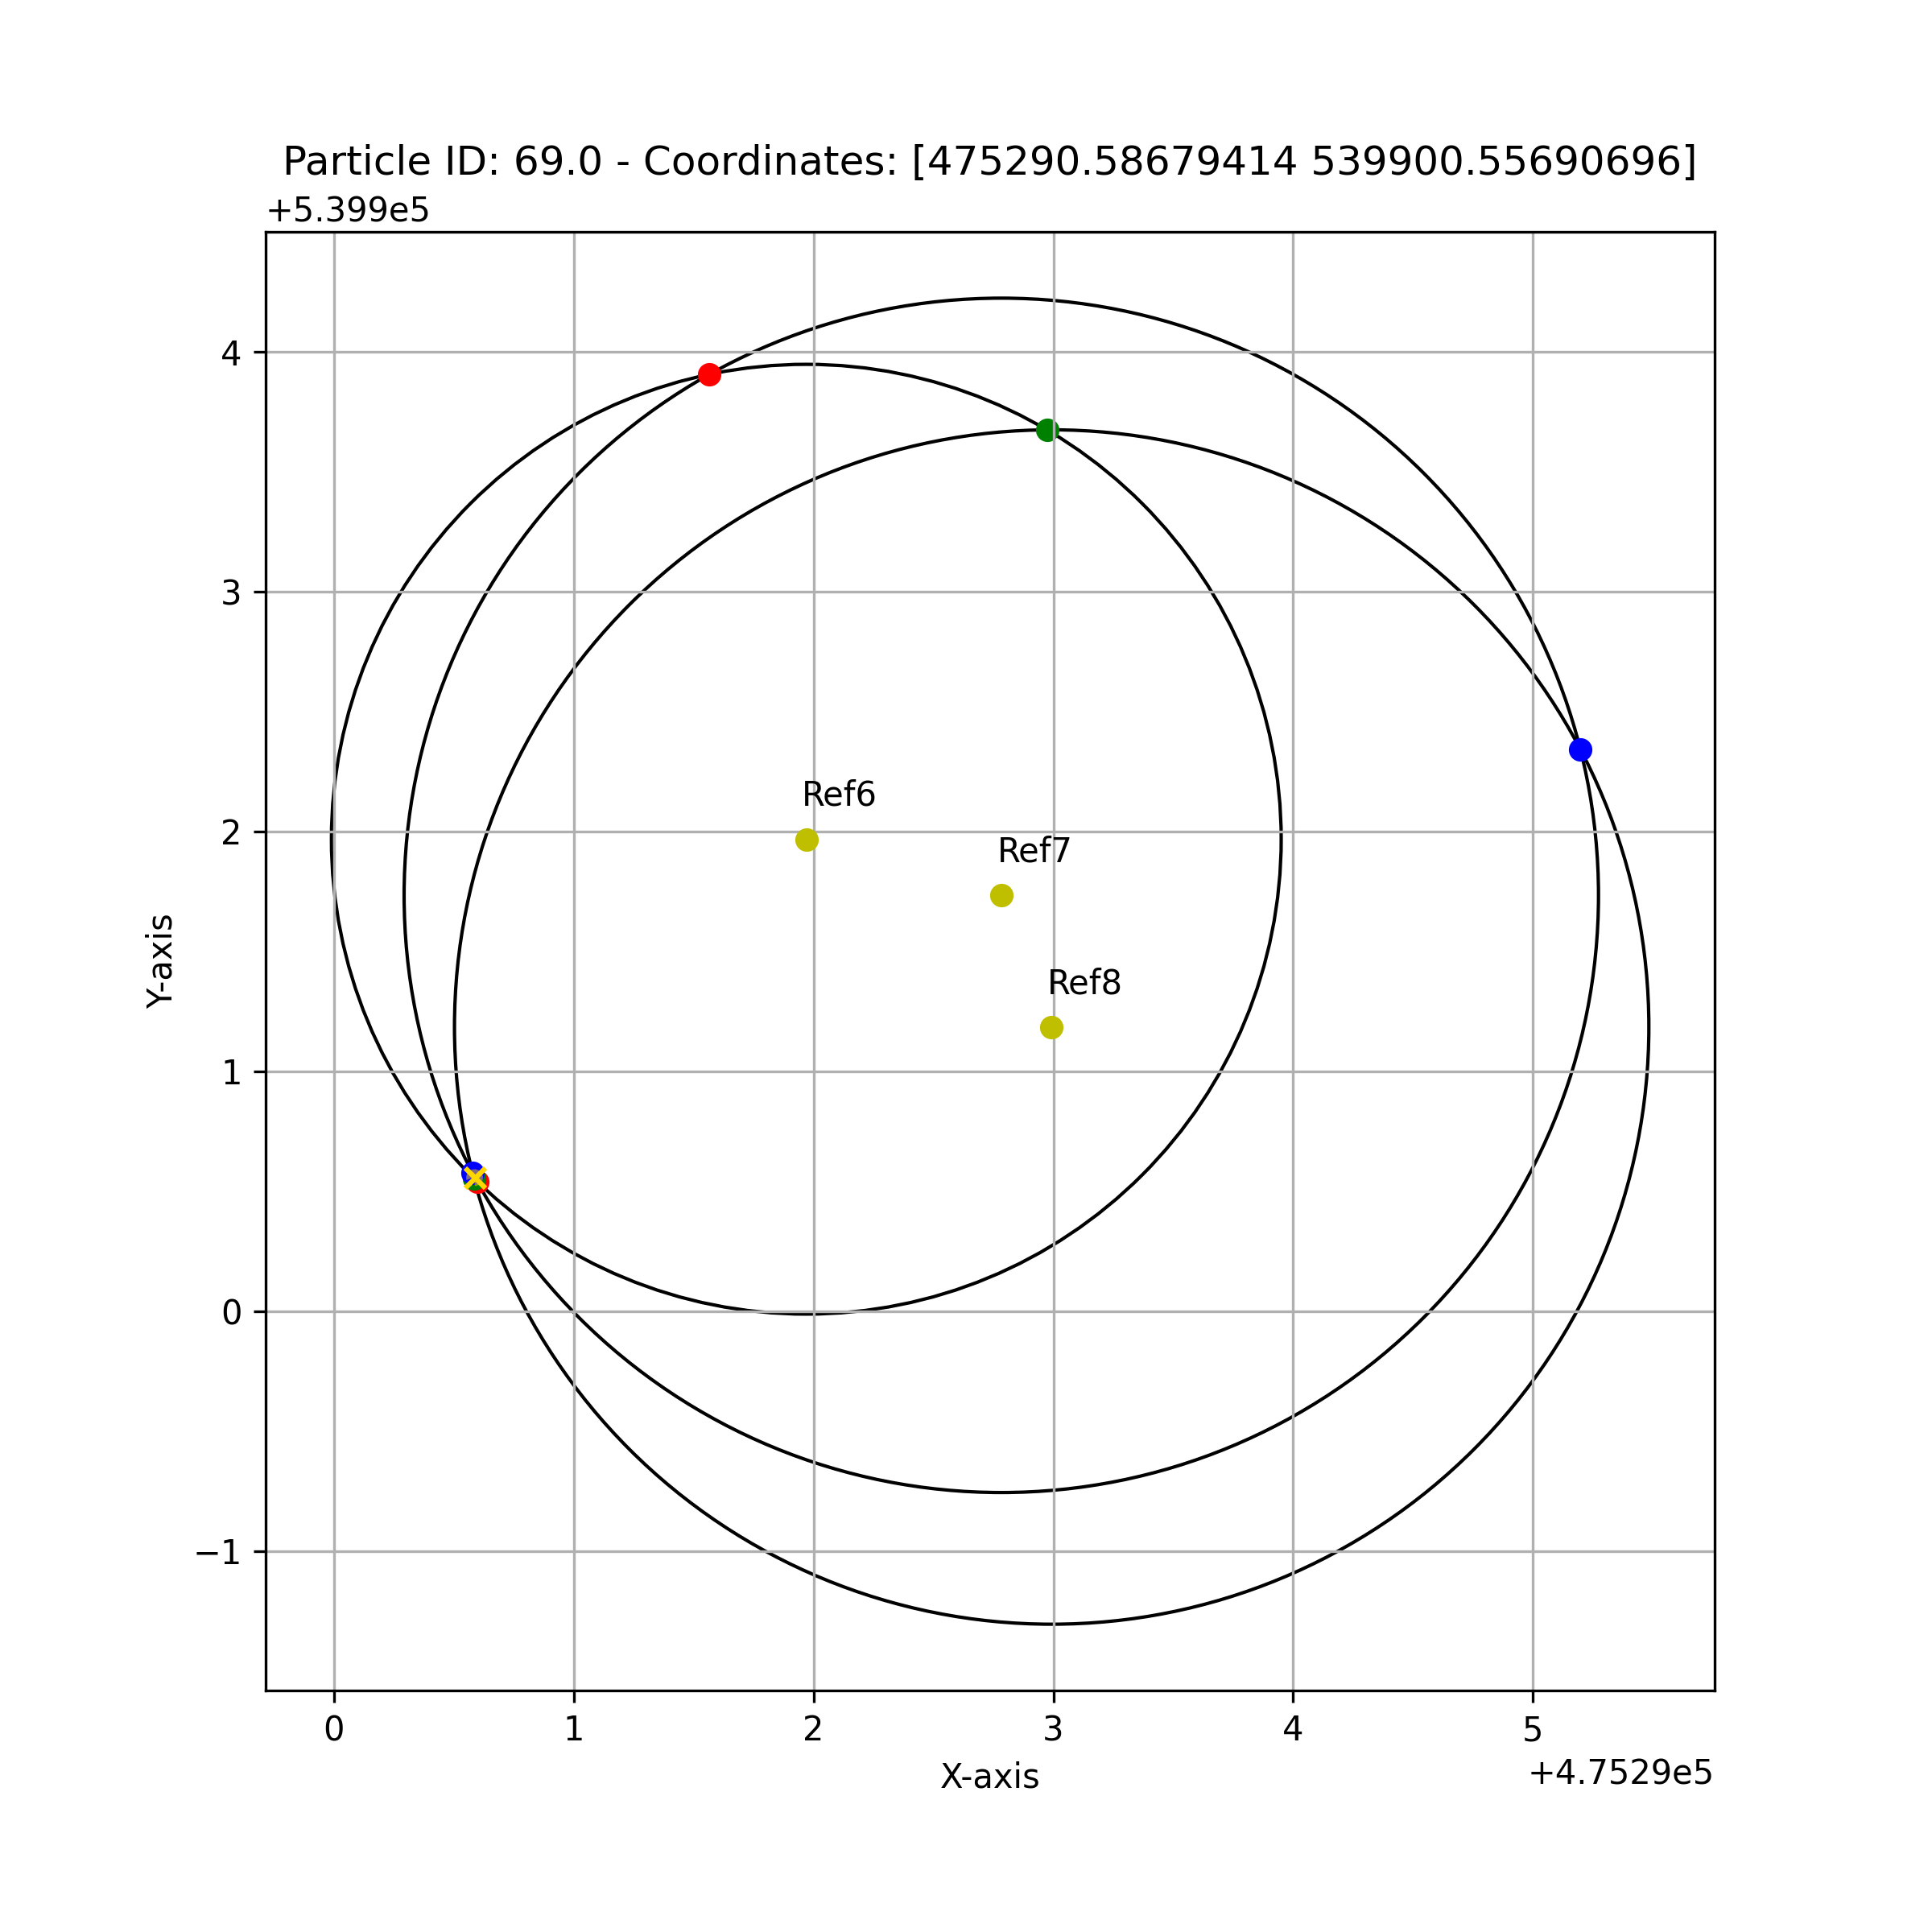 Particle ID: 69.0 - Coordinates: [475290.58679414 539900.55690696]
+5.399e5
4
3
2
1
0
−1
Y-axis
Ref6
Ref7
Ref8
0 1 2 3 4 5
X-axis
+4.7529e5